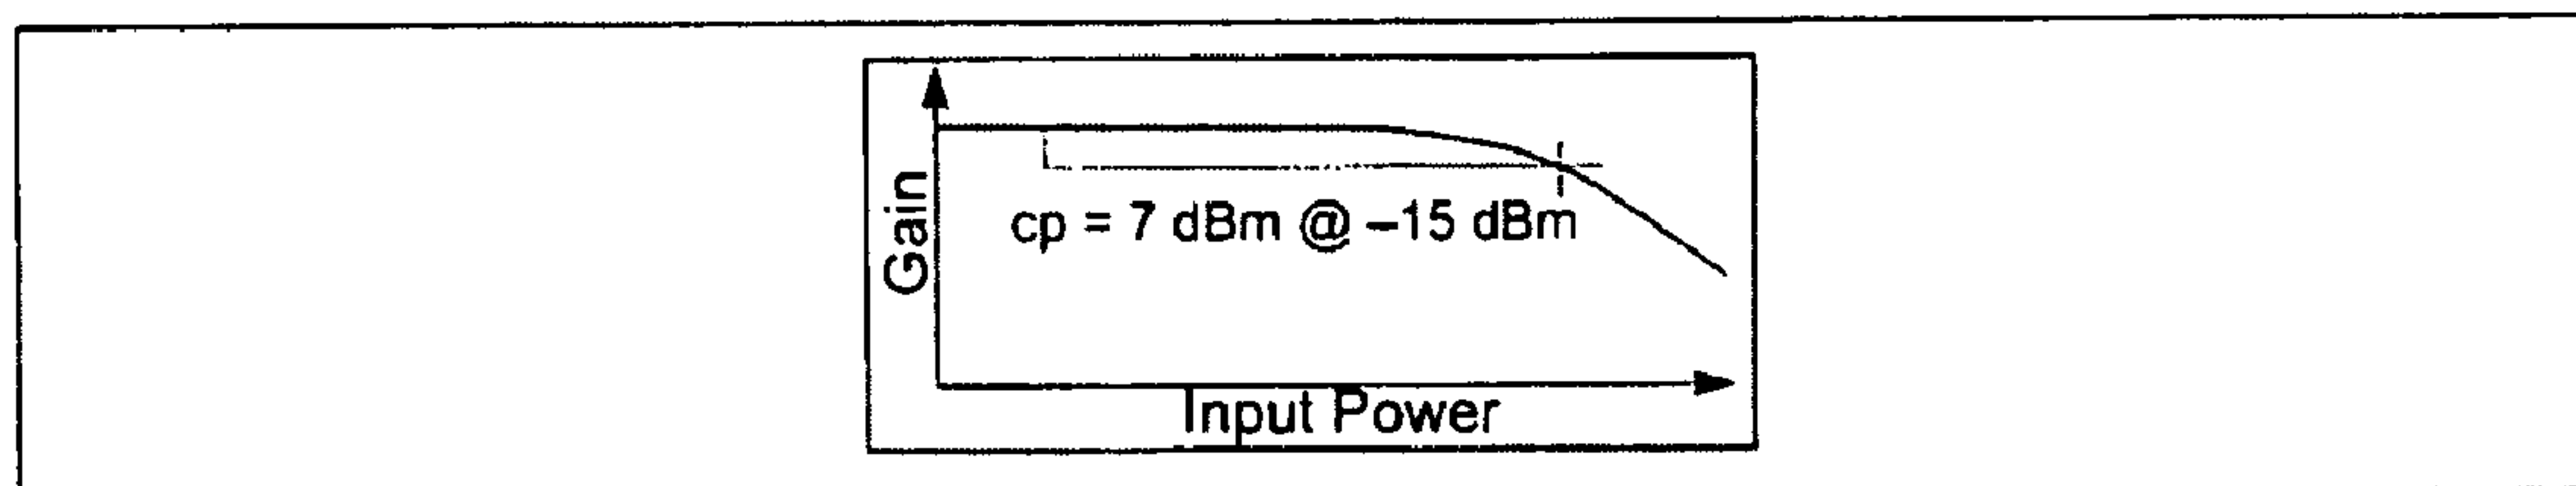 Gain
cp = 7 dBm @ –15 dBm
Input Power